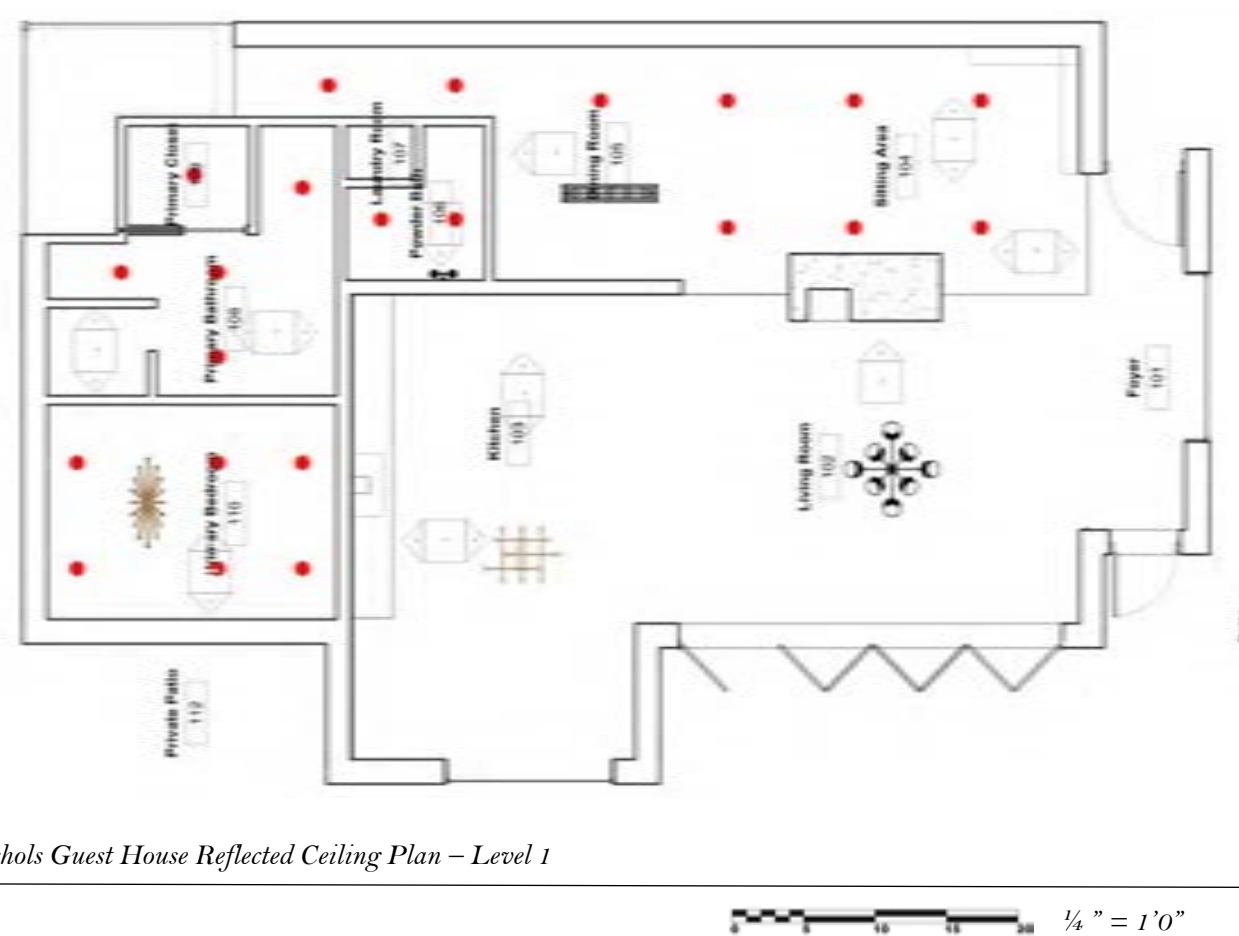 Primary Closet
Laundry Room
107
Dining Room
105
Sitting Area
104
Powder Bath
106
Primary Bathroom
109
Foyer
101
Kitchen
103
Living Room
102
Primary Bedroom
110
Private Patio
112
hols Guest House Reflected Ceiling Plan – Level 1
0 5 10 15 20
¼ ” = 1’0”